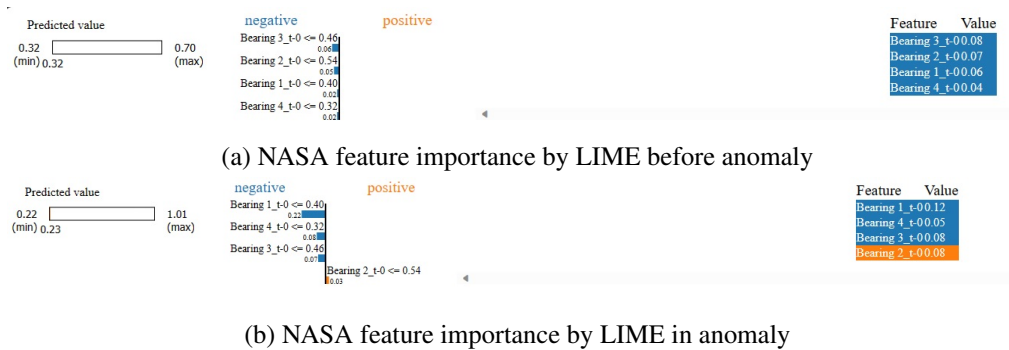 negative positive
Predicted value
0.32 0.70
(min) 0.32 (max)
Bearing 3_t-0 <= 0.46
0.06
Bearing 2_t-0 <= 0.54
0.05
Bearing 1_t-0 <= 0.40
0.02
Bearing 4_t-0 <= 0.32
0.02
Feature Value
Bearing 3_t-0 0.08
Bearing 2_t-0 0.07
Bearing 1_t-0 0.06
Bearing 4_t-0 0.04
(a) NASA feature importance by LIME before anomaly
negative positive
Predicted value
0.22 1.01
(min) 0.23 (max)
Bearing 1_t-0 <= 0.40
0.22
Bearing 4_t-0 <= 0.32
0.08
Bearing 3_t-0 <= 0.46
0.07
Bearing 2_t-0 <= 0.54
0.03
Feature Value
Bearing 1_t-0 0.12
Bearing 4_t-0 0.05
Bearing 3_t-0 0.08
Bearing 2_t-0 0.08
(b) NASA feature importance by LIME in anomaly